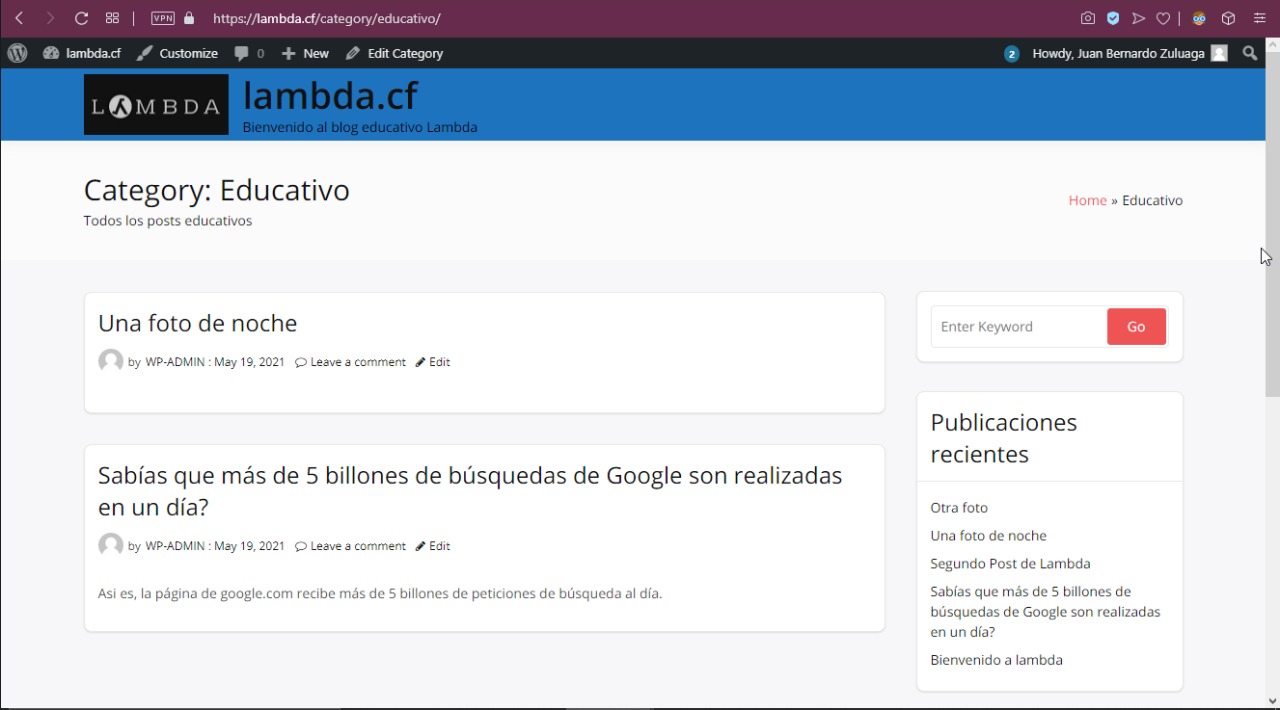 VPN https://lambda.cf/category/educativo/
lambda.cf Customize 0 New Edit Category 2 Howdy, Juan Bernardo Zuluaga
LAMBDA
lambda.cf
Bienvenido al blog educativo Lambda
Category: Educativo
Todos los posts educativos
Home » Educativo
Una foto de noche
by WP-ADMIN : May 19, 2021 Leave a comment Edit
Sabías que más de 5 billones de búsquedas de Google son realizadas
en un día?
by WP-ADMIN : May 19, 2021 Leave a comment Edit
Asi es, la página de google.com recibe más de 5 billones de peticiones de búsqueda al día.
Enter Keyword Go
Publicaciones
recientes
Otra foto
Una foto de noche
Segundo Post de Lambda
Sabías que más de 5 billones de
búsquedas de Google son realizadas
en un día?
Bienvenido a lambda